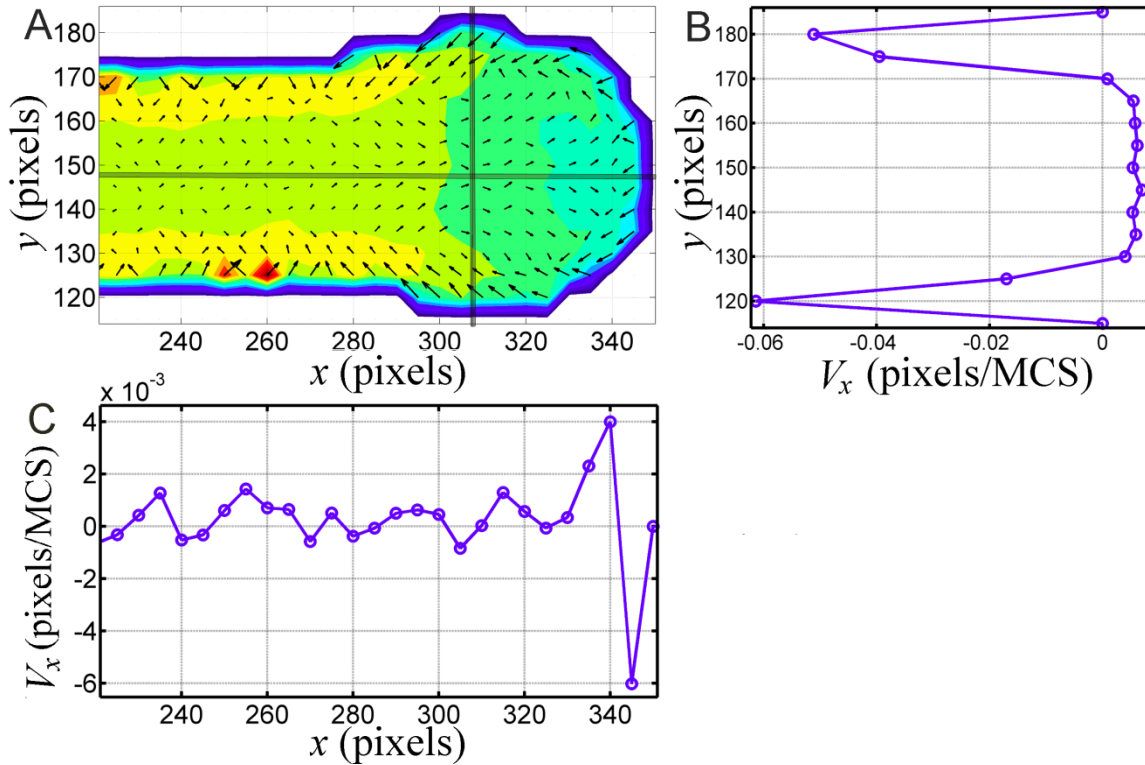 A
180
170
160
150
140
130
120
y (pixels)
240 260 280 300 320 340
x (pixels)
B
180
170
160
150
140
130
120
y (pixels)
-0.06 -0.04 -0.02 0
Vx (pixels/MCS)
C
x 10-3
4
2
0
-2
-4
-6
Vx (pixels/MCS)
240 260 280 300 320 340
x (pixels)